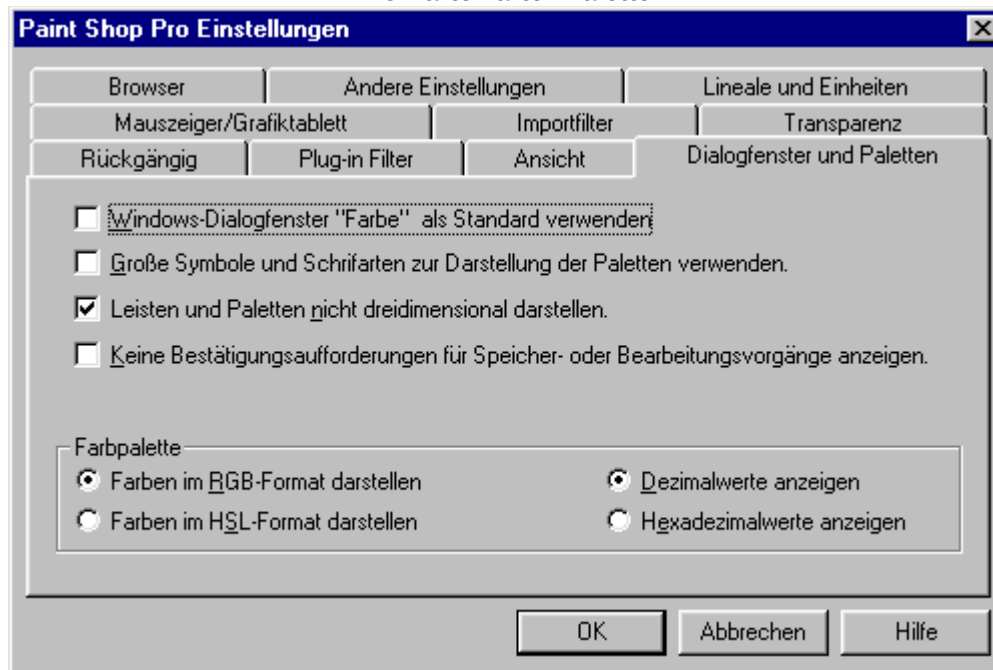 Paint Shop Pro Einstellungen
Browser Andere Einstellungen Lineale und Einheiten
Mauszeiger/Grafiktablett Importfilter Transparenz
Rückgängig Plug-in Filter Ansicht Dialogfenster und Paletten
Windows-Dialogfenster "Farbe" als Standard verwenden
Große Symbole und Schrifarten zur Darstellung der Paletten verwenden.
Leisten und Paletten nicht dreidimensional darstellen.
Keine Bestätigungsaufforderungen für Speicher- oder Bearbeitungsvorgänge anzeigen.
Farbpalette
Farben im RGB-Format darstellen Dezimalwerte anzeigen
Farben im HSL-Format darstellen Hexadezimalwerte anzeigen
OK Abbrechen Hilfe